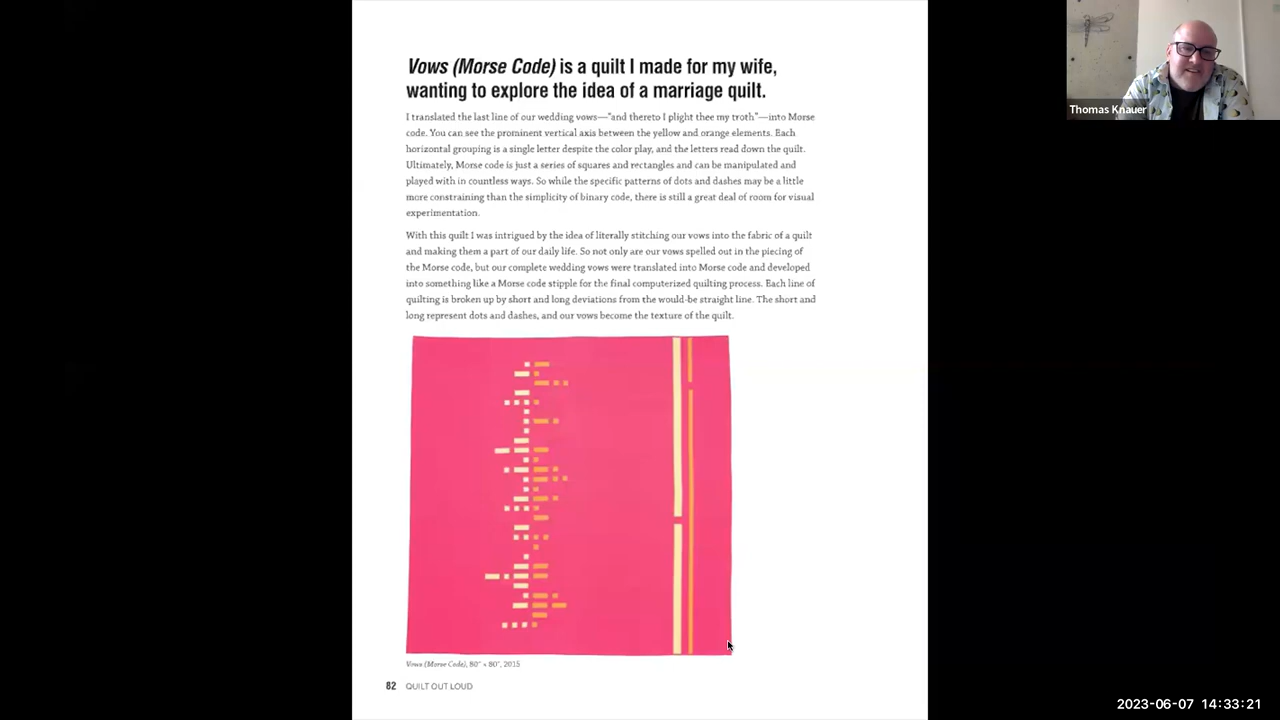 Vows (Morse Code) is a quilt I made for my wife,
wanting to explore the idea of a marriage quilt.
I translated the last line of our wedding vows—"and thereto I plight thee my troth"—into Morse
code. You can see the prominent vertical axis between the yellow and orange elements. Each
horizontal grouping is a single letter despite the color play, and the letters read down the quilt.
Ultimately, Morse code is just a series of squares and rectangles and can be manipulated and
played with in countless ways. So while the specific patterns of dots and dashes may be a little
more constraining than the simplicity of binary code, there is still a great deal of room for visual
experimentation.
With this quilt I was intrigued by the idea of literally stitching our vows into the fabric of a quilt
and making them a part of our daily life. So not only are our vows spelled out in the piecing of
the Morse code, but our complete wedding vows were translated into Morse code and developed
into something like a Morse code stipple for the final computerized quilting process. Each line of
quilting is broken up by short and long deviations from the would-be straight line. The short and
long represent dots and dashes, and our vows become the texture of the quilt.
Vows (Morse Code), 80" × 80", 2015
82 QUILT OUT LOUD
Thomas Knauer
2023-06-07 14:33:21